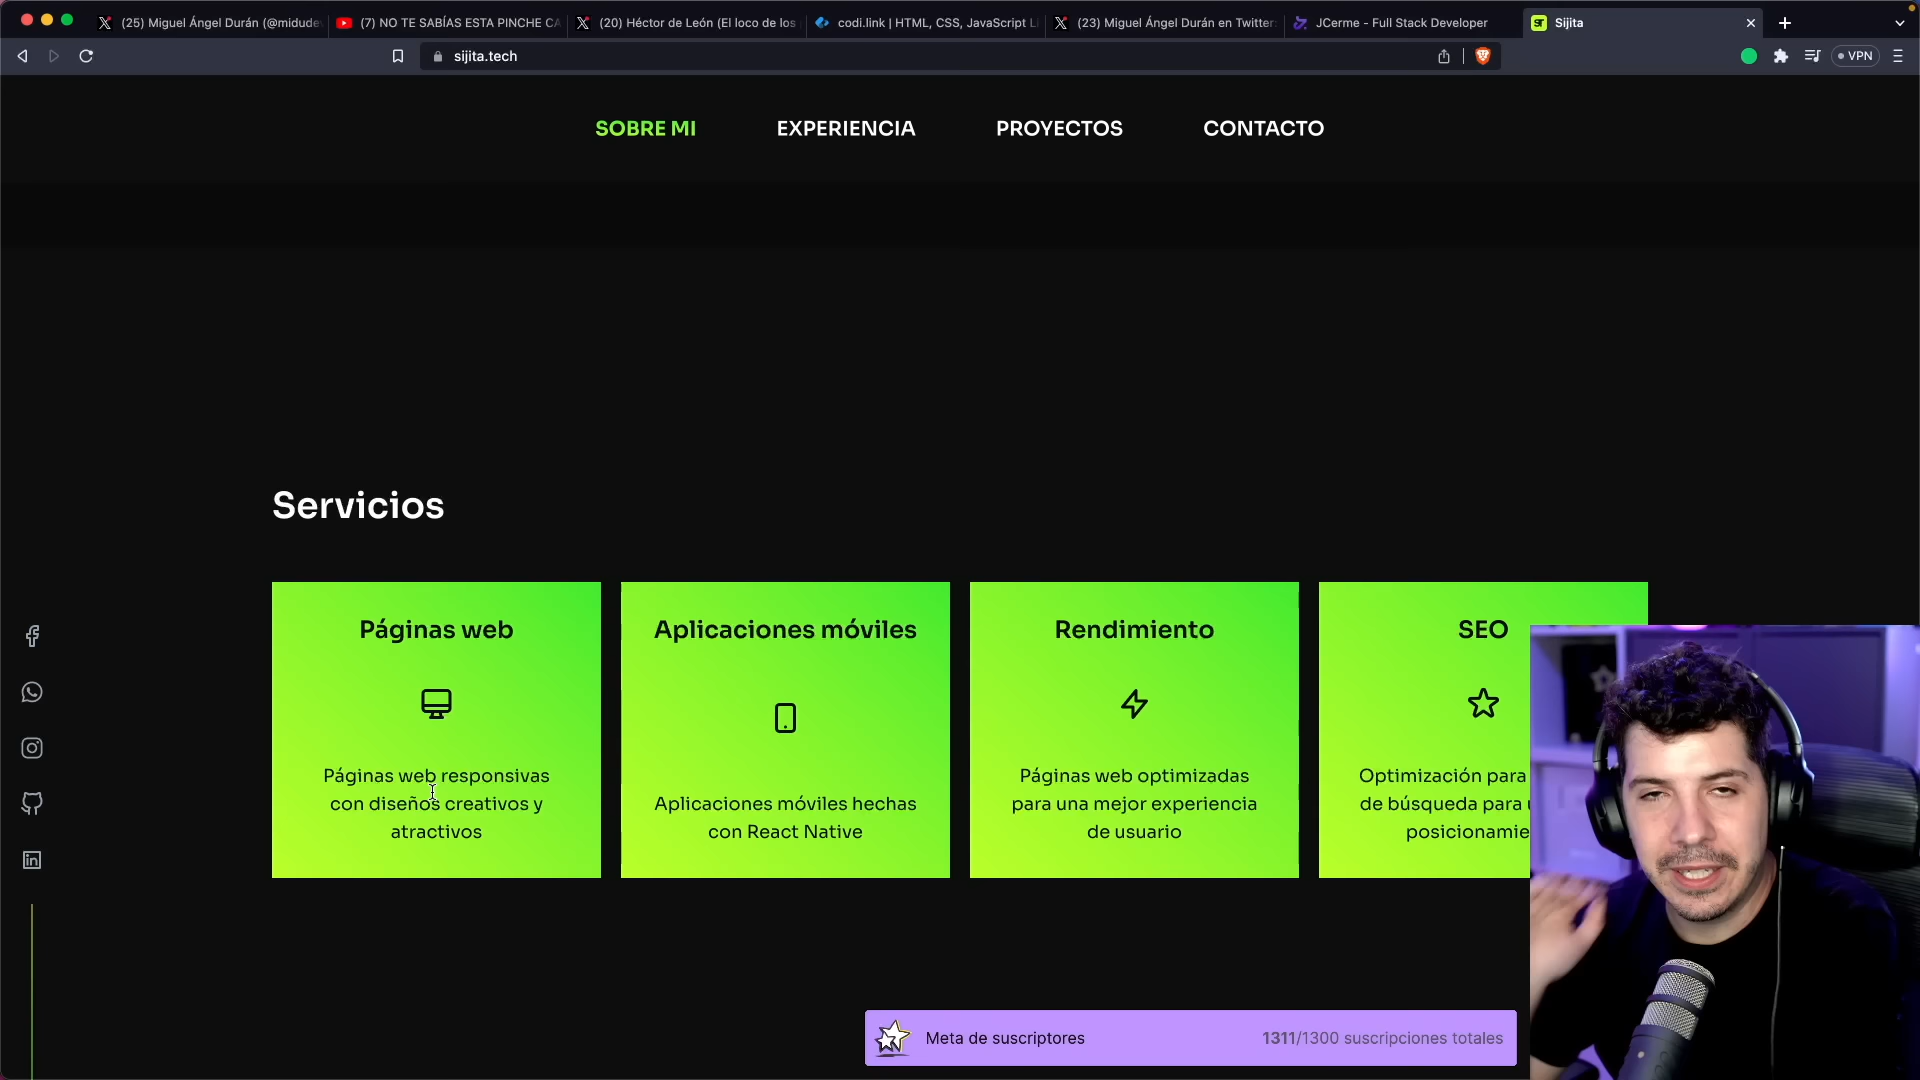 (25) Miguel Ángel Durán (@midude
(7) NO TE SABÍAS ESTA PINCHE CA
(20) Héctor de León (El loco de los
codi.link | HTML, CSS, JavaScript Li
(23) Miguel Ángel Durán en Twitter:
JCerme - Full Stack Developer
Sijita
sijita.tech
VPN
SOBRE MI
EXPERIENCIA
PROYECTOS
CONTACTO
Servicios
Páginas web
Páginas web responsivas
con diseños creativos y
atractivos
Aplicaciones móviles
Aplicaciones móviles hechas
con React Native
Rendimiento
Páginas web optimizadas
para una mejor experiencia
de usuario
SEO
Optimización para
de búsqueda para
posicionamie
Meta de suscriptores
1311/1300 suscripciones totales